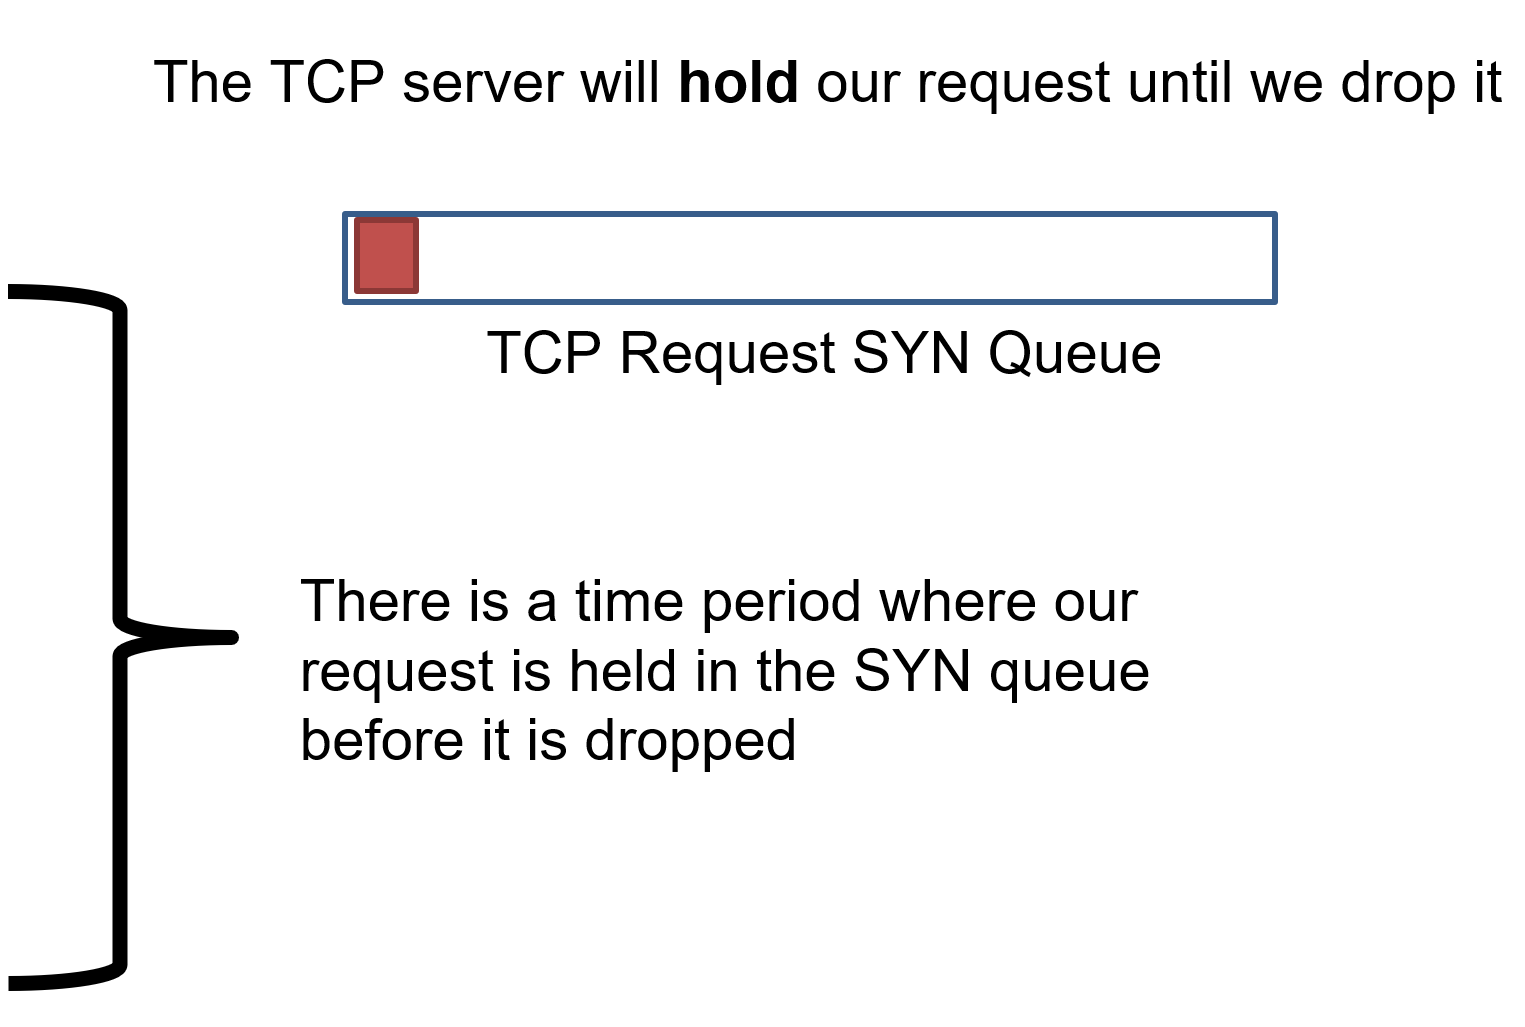 The TCP server will hold our request until we drop it
TCP Request SYN Queue
There is a time period where our
request is held in the SYN queue
before it is dropped